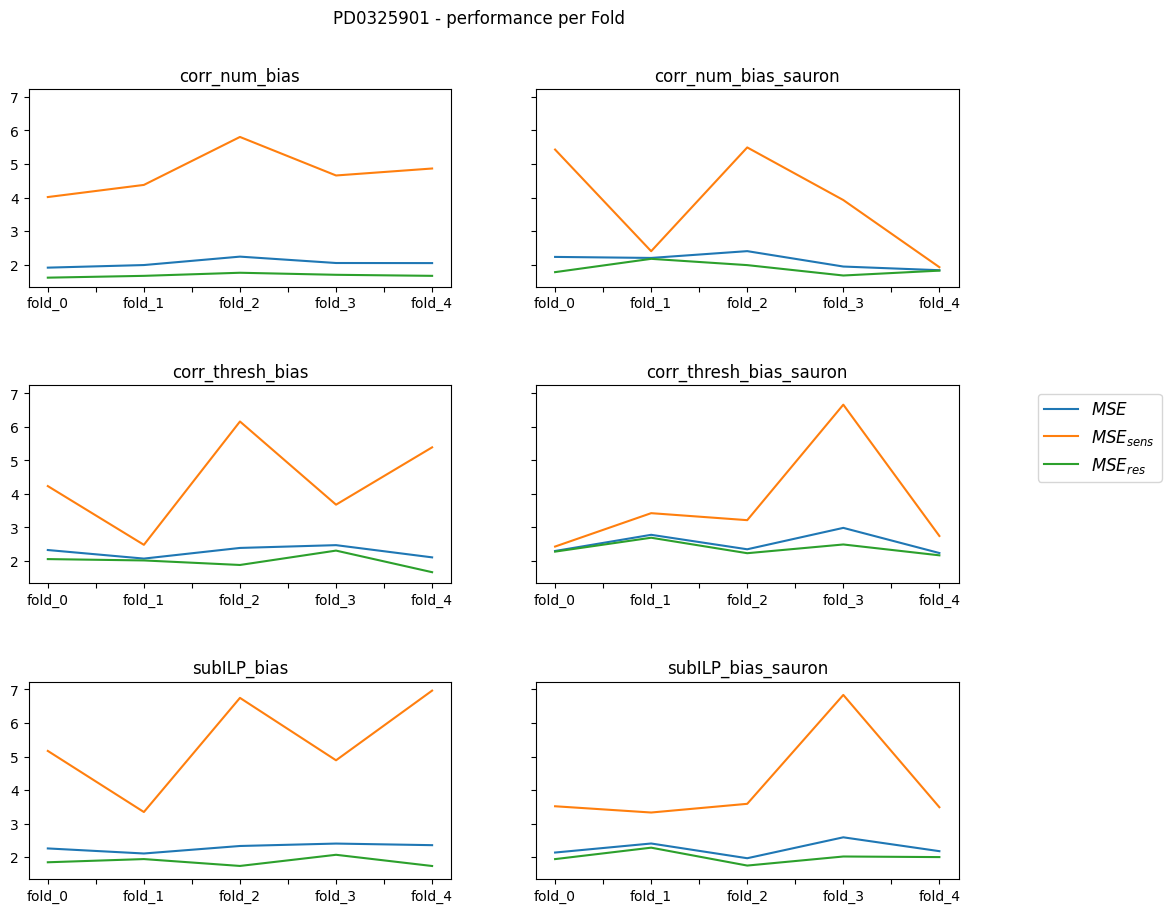 PD0325901 - performance per Fold
corr_num_bias
corr_num_bias_sauron
7
6
5
4
3
2
fold_0 fold_1 fold_2 fold_3 fold_4
fold_0 fold_1 fold_2 fold_3 fold_4
corr_thresh_bias
corr_thresh_bias_sauron
7
6
5
4
3
2
fold_0 fold_1 fold_2 fold_3 fold_4
fold_0 fold_1 fold_2 fold_3 fold_4
MSE
MSE_sens
MSE_res
subILP_bias
subILP_bias_sauron
7
6
5
4
3
2
fold_0 fold_1 fold_2 fold_3 fold_4
fold_0 fold_1 fold_2 fold_3 fold_4